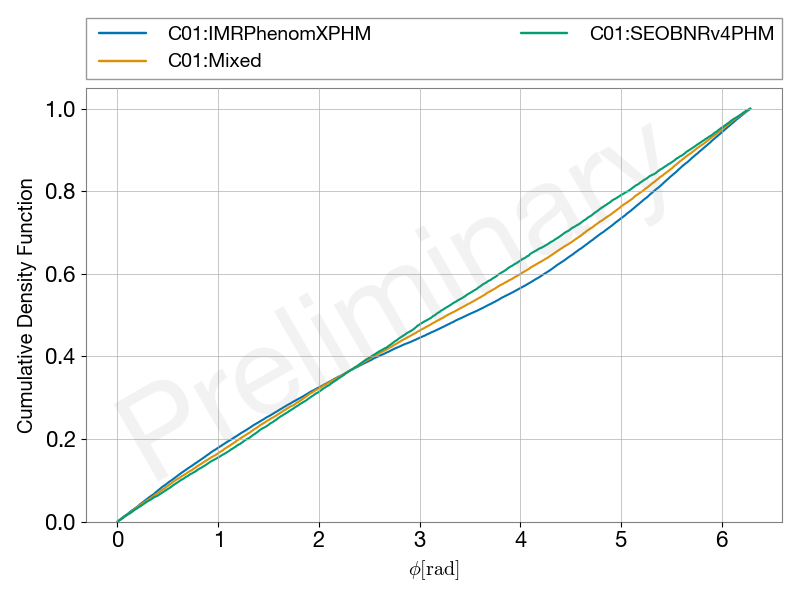 C01:IMRPhenomXPHM
C01:Mixed
C01:SEOBNRv4PHM
Preliminary
Cumulative Density Function
1.0
0.8
0.6
0.4
0.2
0.0
0 1 2 3 4 5 6
ϕ[rad]